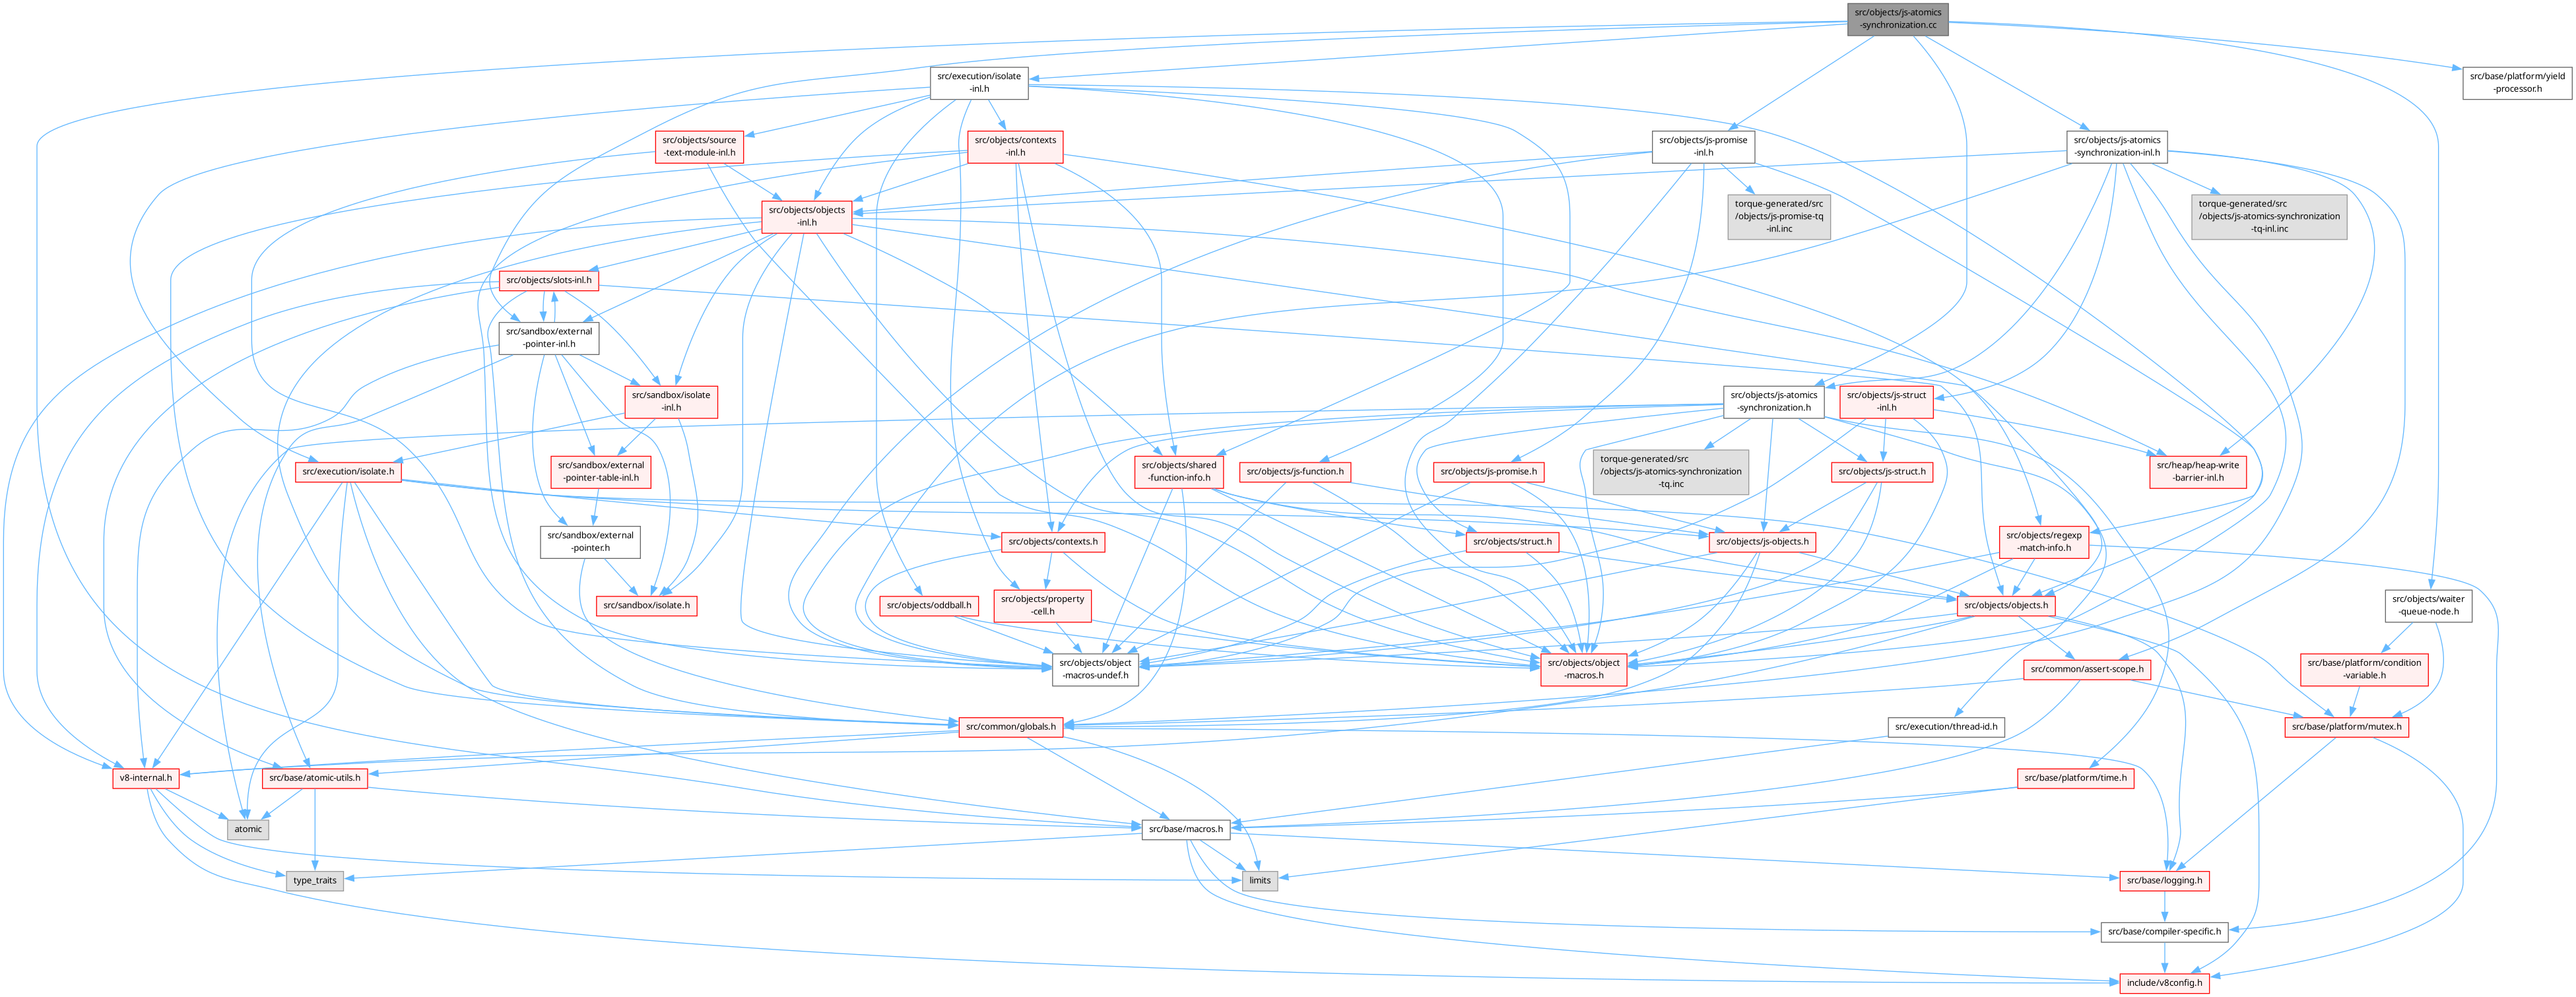 src/objects/js-atomics
-synchronization.cc
src/execution/isolate
-inl.h
src/base/platform/yield
-processor.h
src/objects/source
-text-module-inl.h
src/objects/contexts
-inl.h
src/objects/js-promise
-inl.h
src/objects/js-atomics
-synchronization-inl.h
src/objects/objects
-inl.h
torque-generated/src
/objects/js-promise-tq
-inl.inc
torque-generated/src
/objects/js-atomics-synchronization
-tq-inl.inc
src/objects/slots-inl.h
src/sandbox/external
-pointer-inl.h
src/sandbox/isolate
-inl.h
src/objects/js-atomics
-synchronization.h
src/objects/js-struct
-inl.h
src/execution/isolate.h
src/sandbox/external
-pointer-table-inl.h
src/objects/shared
-function-info.h
src/objects/js-function.h
src/objects/js-promise.h
torque-generated/src
/objects/js-atomics-synchronization
-tq.inc
src/objects/js-struct.h
src/heap/heap-write
-barrier-inl.h
src/sandbox/external
-pointer.h
src/objects/contexts.h
src/objects/struct.h
src/objects/js-objects.h
src/objects/regexp
-match-info.h
src/sandbox/isolate.h
src/objects/oddball.h
src/objects/property
-cell.h
src/objects/objects.h
src/objects/waiter
-queue-node.h
src/objects/object
-macros-undef.h
src/objects/object
-macros.h
src/common/assert-scope.h
src/base/platform/condition
-variable.h
src/common/globals.h
src/execution/thread-id.h
src/base/platform/mutex.h
v8-internal.h
src/base/atomic-utils.h
src/base/platform/time.h
atomic
src/base/macros.h
type_traits
limits
src/base/logging.h
src/base/compiler-specific.h
include/v8config.h